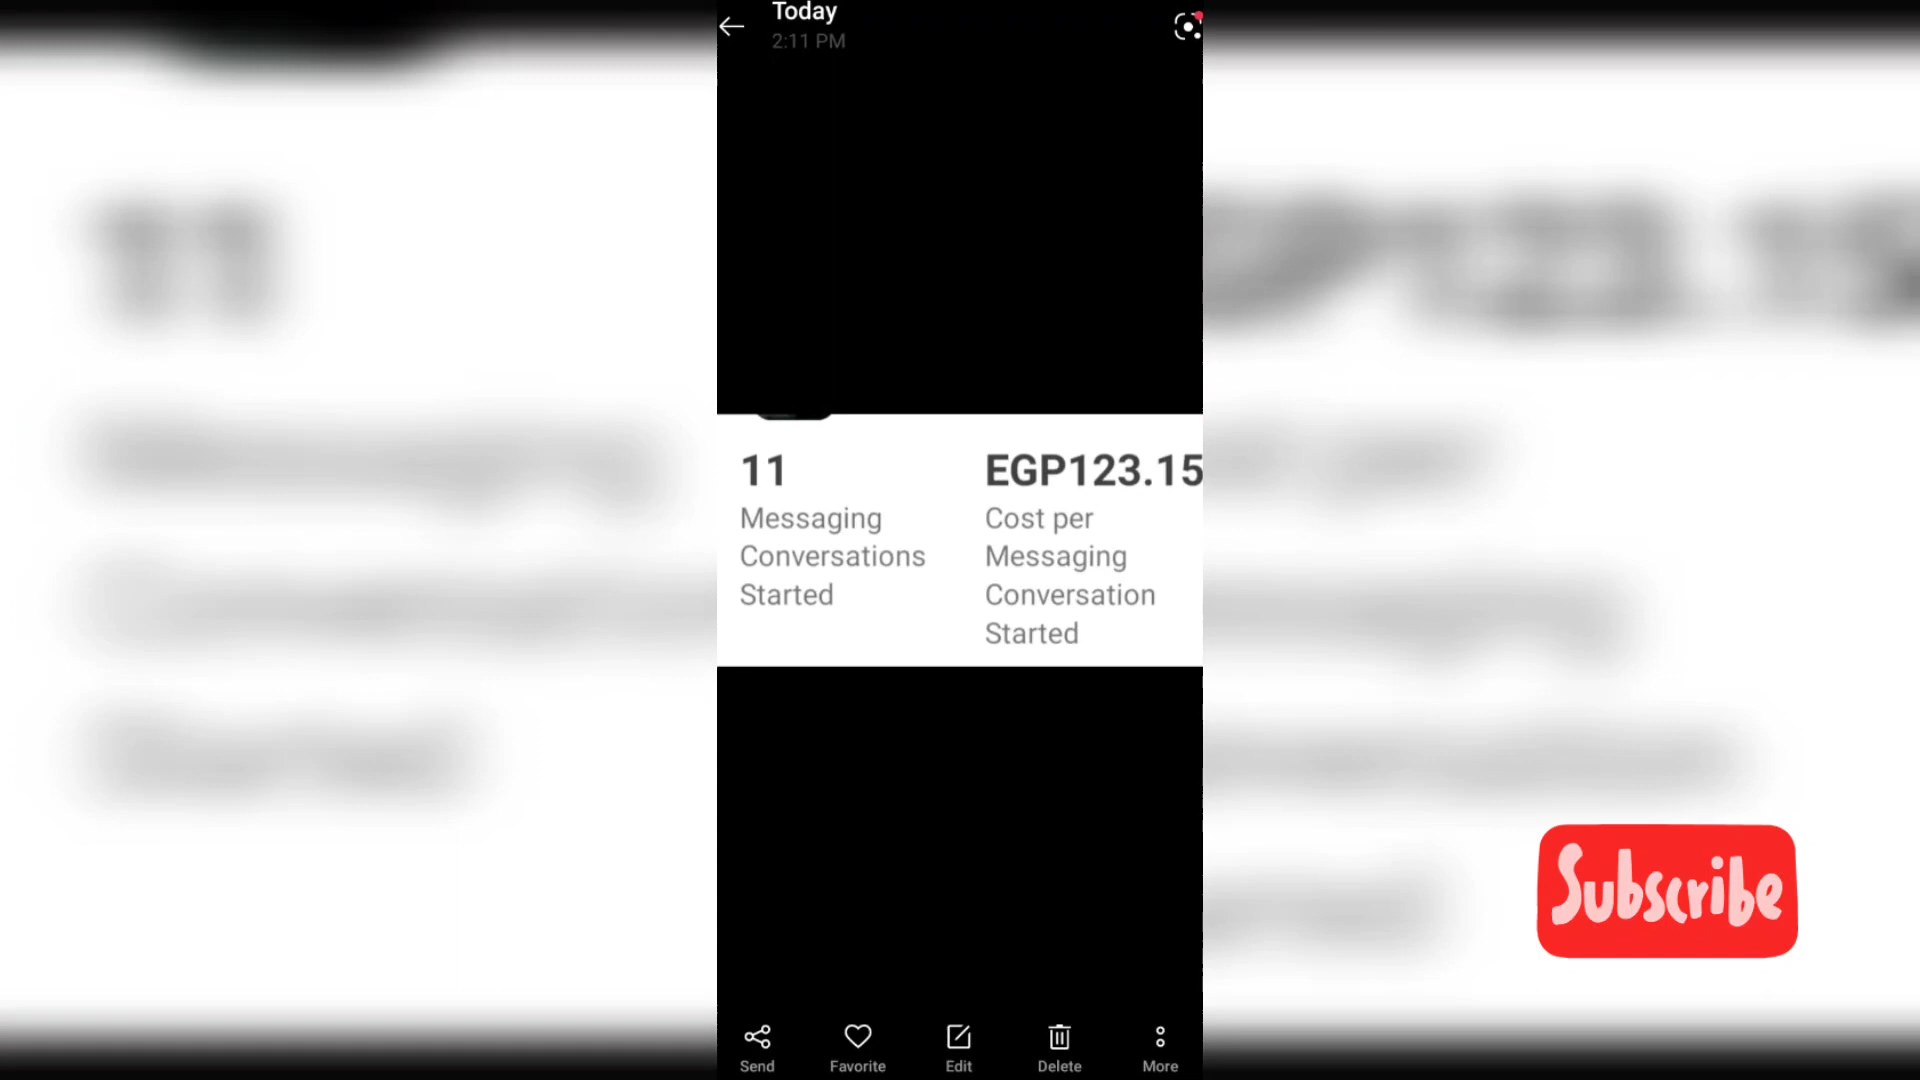 Today
2:11 PM
11
EGP123.15
Messaging
Conversations
Started
Cost per
Messaging
Conversation
Started
Subscribe
Send
Favorite
Edit
Delete
More